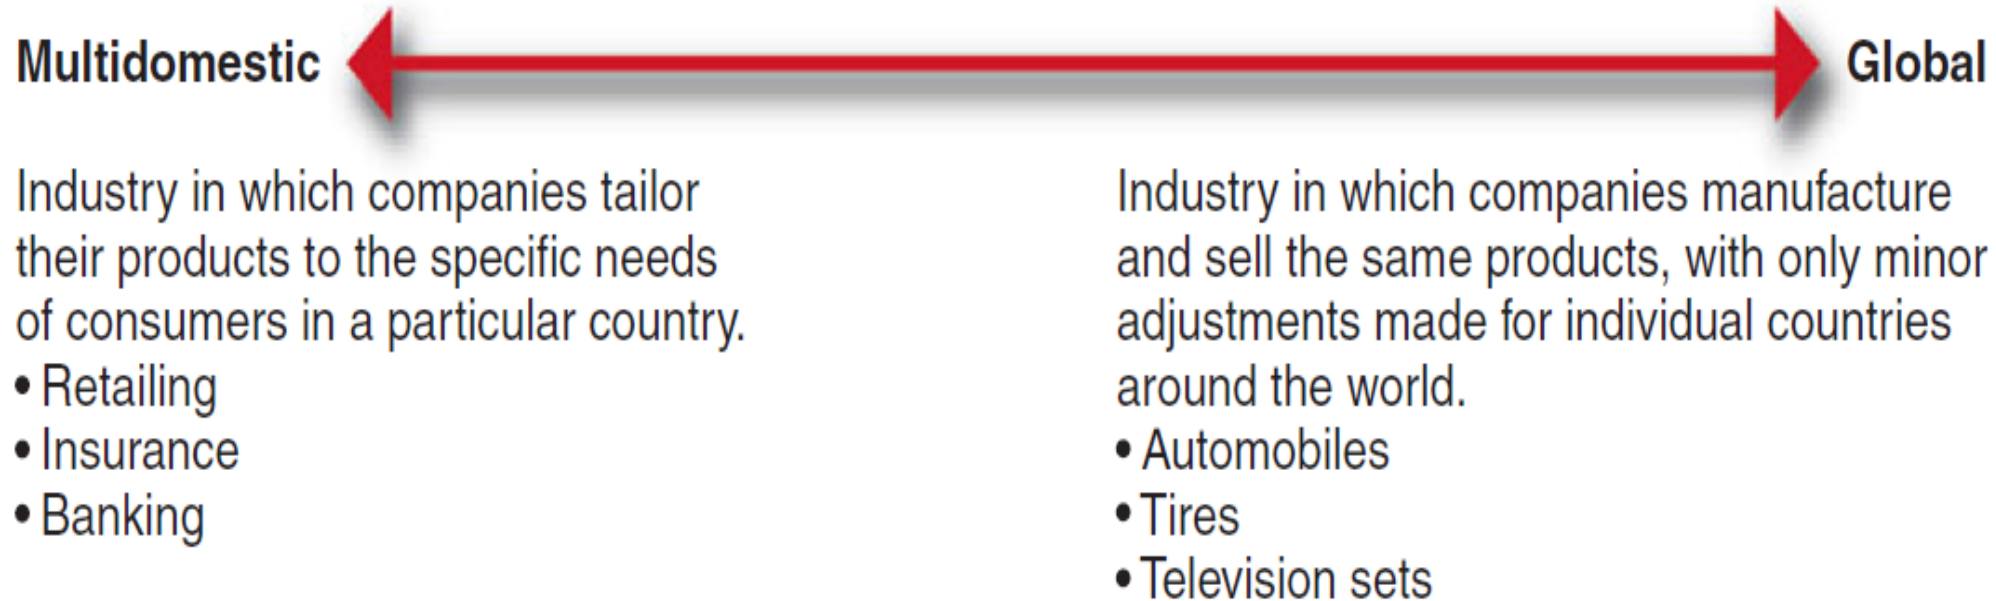 Multidomestic
Global
Industry in which companies tailor
their products to the specific needs
of consumers in a particular country.
• Retailing
• Insurance
• Banking
Industry in which companies manufacture
and sell the same products, with only minor
adjustments made for individual countries
around the world.
• Automobiles
• Tires
• Television sets